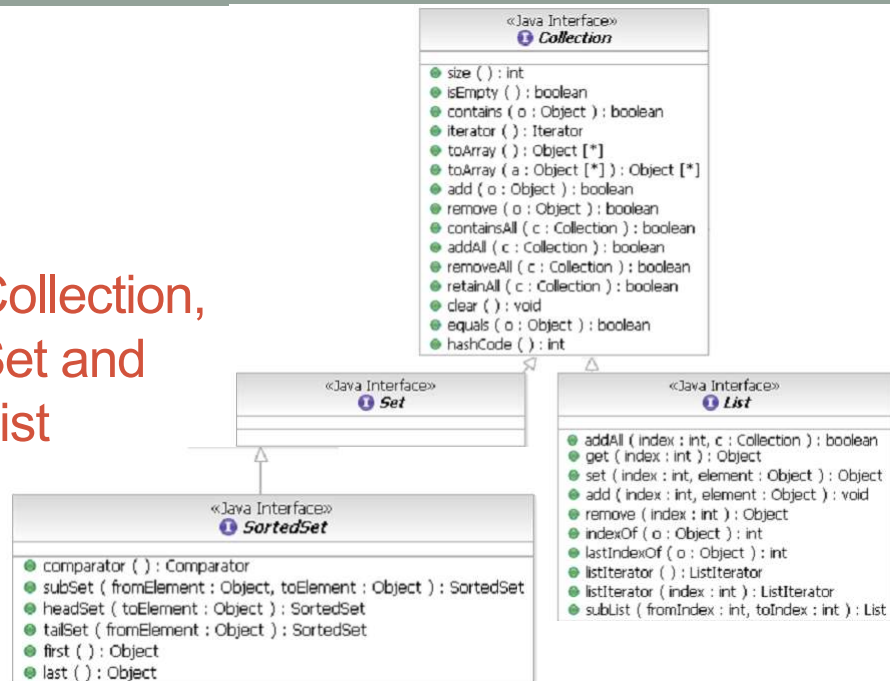 Collection,
Set and
List
«Java Interface»
I Collection
size ( ) : int
isEmpty ( ) : boolean
contains ( o : Object ) : boolean
iterator ( ) : Iterator
toArray ( ) : Object [*]
toArray ( a : Object [*] ) : Object [*]
add ( o : Object ) : boolean
remove ( o : Object ) : boolean
containsAll ( c : Collection ) : boolean
addAll ( c : Collection ) : boolean
removeAll ( c : Collection ) : boolean
retainAll ( c : Collection ) : boolean
clear ( ) : void
equals ( o : Object ) : boolean
hashCode ( ) : int
«Java Interface»
I Set
«Java Interface»
I List
addAll ( index : int, c : Collection ) : boolean
get ( index : int ) : Object
set ( index : int, element : Object ) : Object
add ( index : int, element : Object ) : void
remove ( index : int ) : Object
indexOf ( o : Object ) : int
lastIndexOf ( o : Object ) : int
listIterator ( ) : ListIterator
listIterator ( index : int ) : ListIterator
subList ( fromIndex : int, toIndex : int ) : List
«Java Interface»
I SortedSet
comparator ( ) : Comparator
subSet ( fromElement : Object, toElement : Object ) : SortedSet
headSet ( toElement : Object ) : SortedSet
tailSet ( fromElement : Object ) : SortedSet
first ( ) : Object
last ( ) : Object